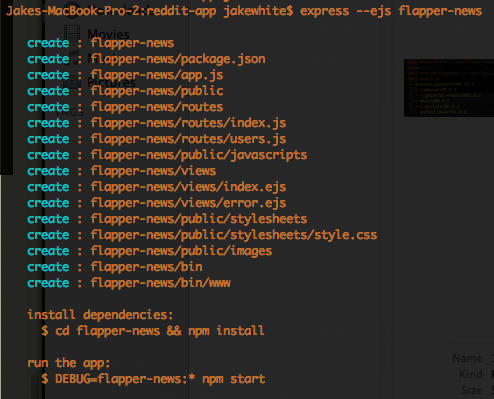 Jakes-MacBook-Pro-2:reddit-app jakewhite$ express --ejs flapper-news
create : flapper-news
create : flapper-news/package.json
create : flapper-news/app.js
create : flapper-news/public
create : flapper-news/routes
create : flapper-news/routes/index.js
create : flapper-news/routes/users.js
create : flapper-news/public/javascripts
create : flapper-news/views
create : flapper-news/views/index.ejs
create : flapper-news/views/error.ejs
create : flapper-news/public/stylesheets
create : flapper-news/public/stylesheets/style.css
create : flapper-news/public/images
create : flapper-news/bin
create : flapper-news/bin/www
install dependencies:
$ cd flapper-news && npm install
run the app:
$ DEBUG=flapper-news:* npm start
Movies
Pictures
Name
Kind
Size